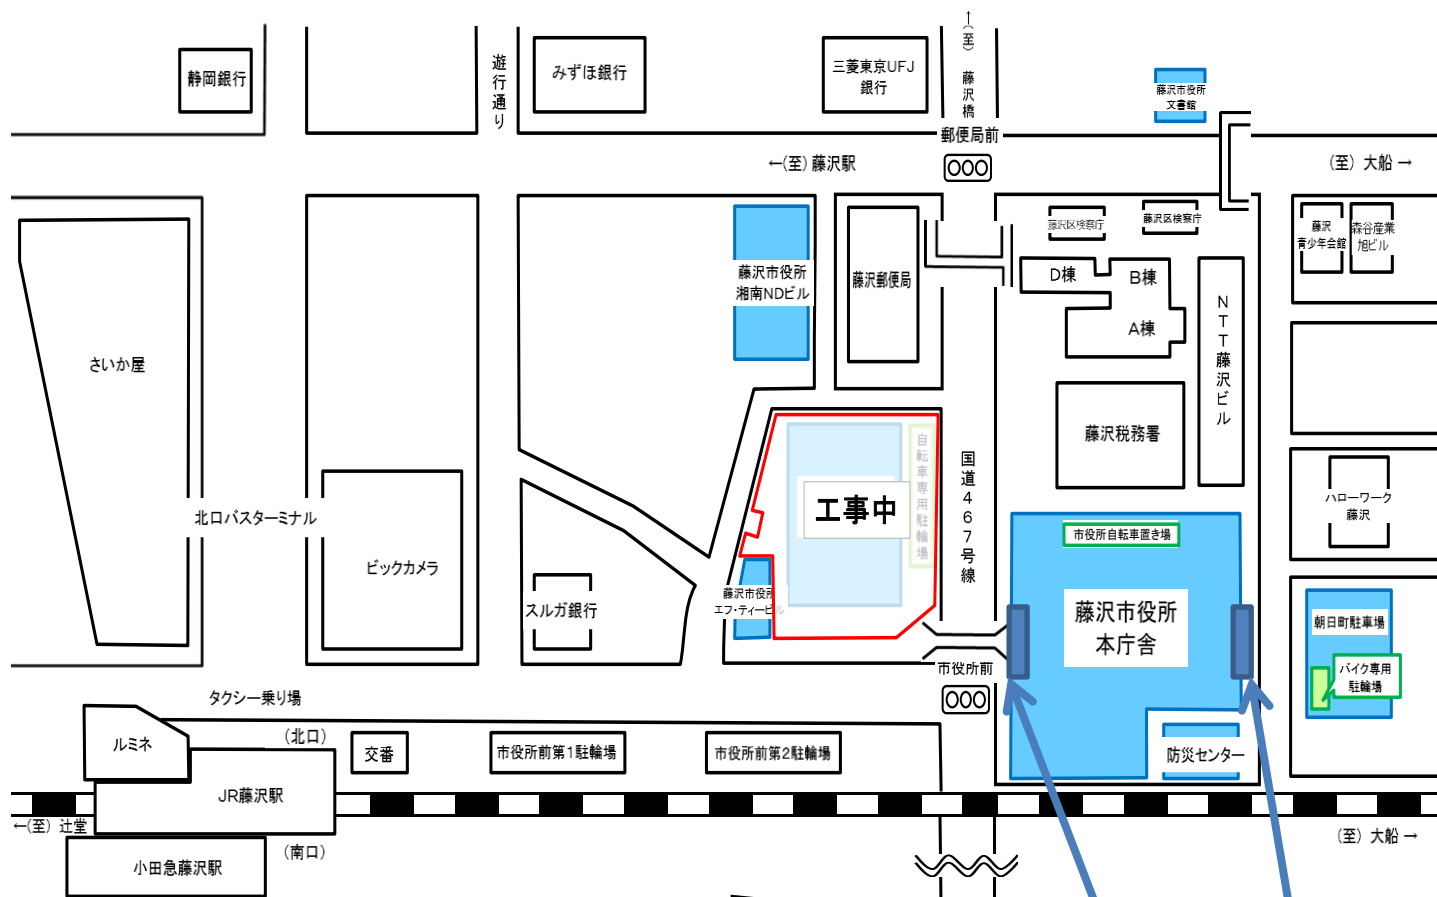 ↑(至) 藤沢橋
静岡銀行
遊行通り
みずほ銀行
三菱東京UFJ
銀行
藤沢市役所
文書館
郵便局前
←(至) 藤沢駅
(至) 大船 →
藤沢市役所
湘南NDビル
藤沢郵便局
藤沢区検察庁
藤沢区検察庁
藤沢
青少年会館
森谷産業
旭ビル
D棟
B棟
A棟
NTT藤沢ビル
さいか屋
藤沢税務署
自転車専用駐輪場
工事中
国道467号線
ハローワーク
藤沢
北口バスターミナル
市役所自転車置き場
ビックカメラ
スルガ銀行
藤沢市役所
エフ・ティービル
藤沢市役所
本庁舎
朝日町駐車場
バイク専用
駐輪場
市役所前
タクシー乗り場
ルミネ
(北口)
交番
市役所前第1駐輪場
市役所前第2駐輪場
防災センター
JR藤沢駅
←(至) 辻堂
(至) 大船 →
(南口)
小田急藤沢駅